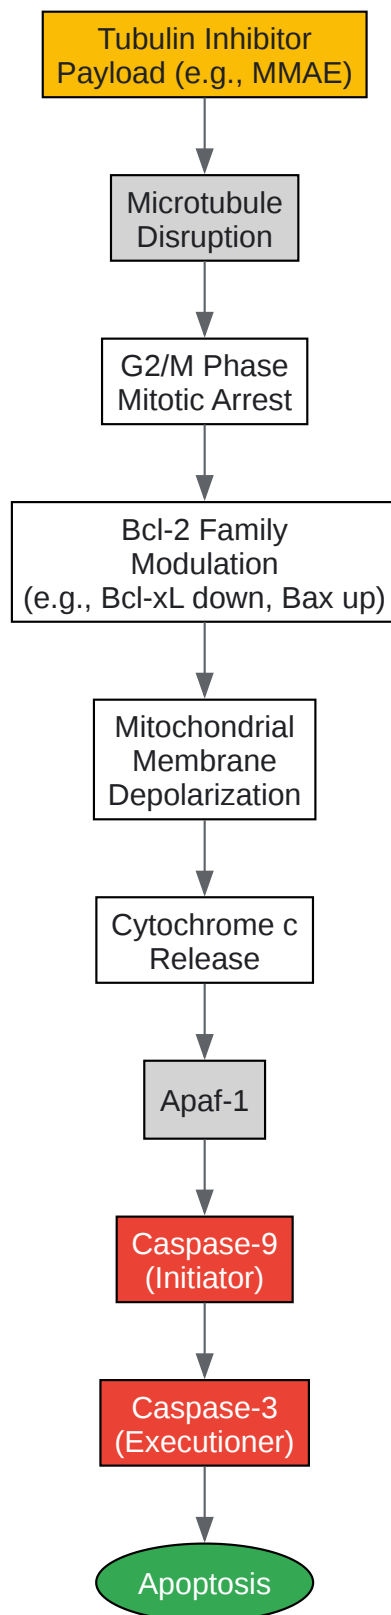 Tubulin Inhibitor
Payload (e.g., MMAE)
Microtubule
Disruption
G2/M Phase
Mitotic Arrest
Bcl-2 Family
Modulation
(e.g., Bcl-xL down, Bax up)
Mitochondrial
Membrane
Depolarization
Cytochrome c
Release
Apaf-1
Caspase-9
(Initiator)
Caspase-3
(Executioner)
Apoptosis